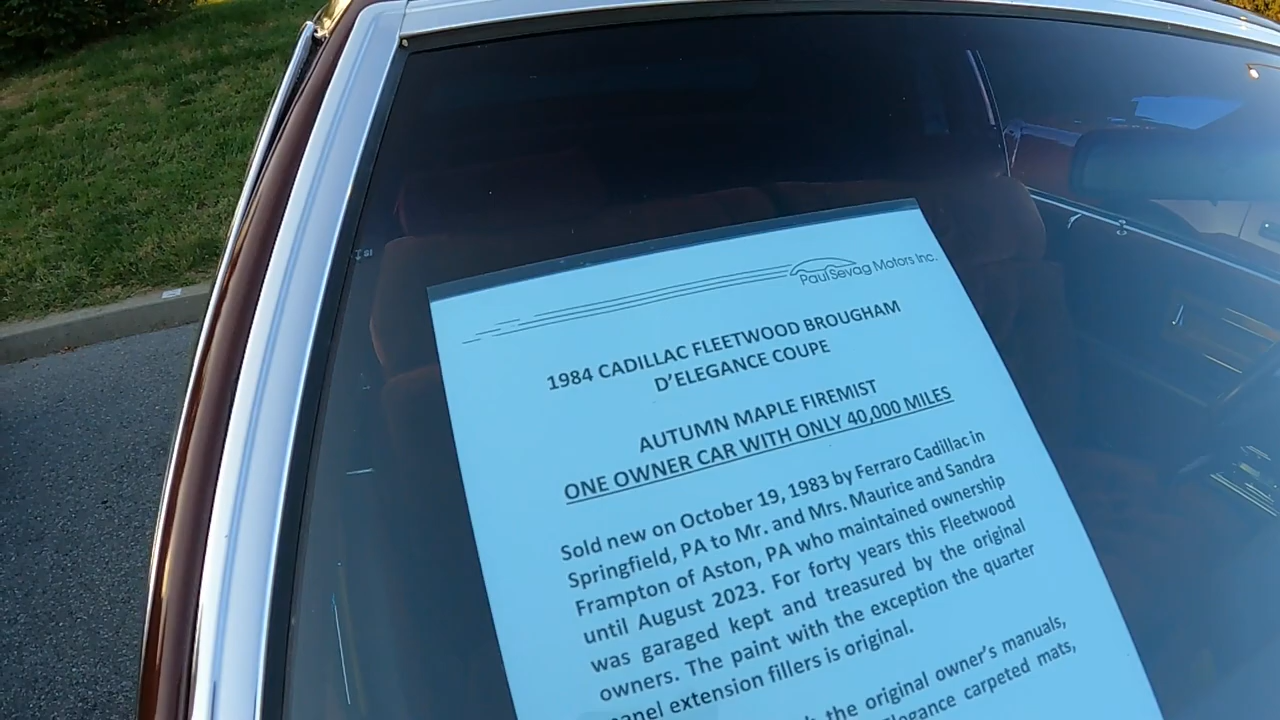 PaulSevag Motors Inc.
1984 CADILLAC FLEETWOOD BROUGHAM
D'ELEGANCE COUPE
AUTUMN MAPLE FIREMIST
ONE OWNER CAR WITH ONLY 40,000 MILES
Sold new on October 19, 1983 by Ferraro Cadillac in
Springfield, PA to Mr. and Mrs. Maurice and Sandra
Frampton of Aston, PA who maintained ownership
until August 2023. For forty years this Fleetwood
was garaged kept and treasured by the original
owners. The paint with the exception the quarter
panel extension fillers is original.
the original owner's manuals,
carpeted mats,